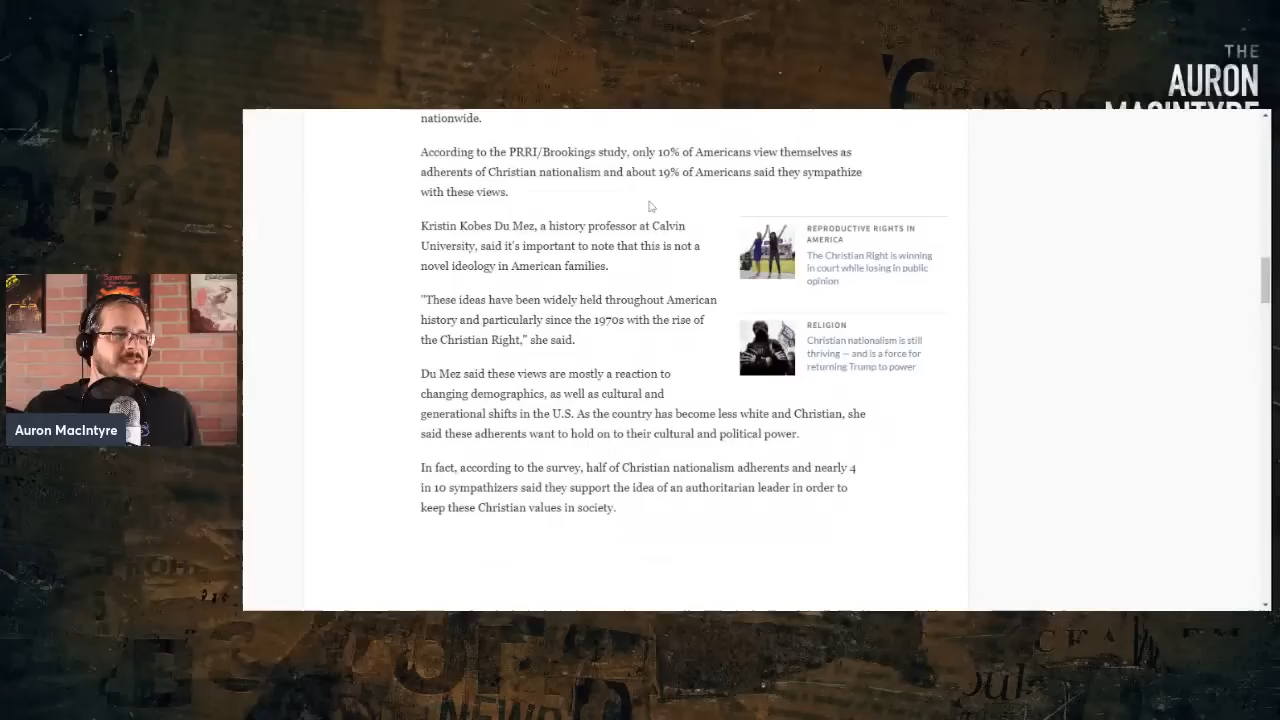 THE
AURON
MACINTYRE
nationwide.
According to the PRRI/Brookings study, only 10% of Americans view themselves as
adherents of Christian nationalism and about 19% of Americans said they sympathize
with these views.
Kristin Kobes Du Mez, a history professor at Calvin
University, said it's important to note that this is not a
novel ideology in American families.
"These ideas have been widely held throughout American
history and particularly since the 1970s with the rise of
the Christian Right," she said.
Du Mez said these views are mostly a reaction to
changing demographics, as well as cultural and
generational shifts in the U.S. As the country has become less white and Christian, she
said these adherents want to hold on to their cultural and political power.
In fact, according to the survey, half of Christian nationalism adherents and nearly 4
in 10 sympathizers said they support the idea of an authoritarian leader in order to
keep these Christian values in society.
REPRODUCTIVE RIGHTS IN
AMERICA
The Christian Right is winning
in court while losing in public
opinion
RELIGION
Christian nationalism is still
thriving — and is a force for
returning Trump to power
Auron MacIntyre